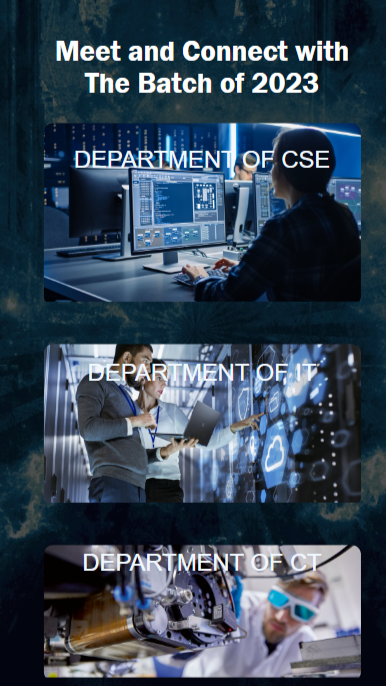 Meet and Connect with
The Batch of 2023
DEPARTMENT OF CSE
DEPARTMENT OF IT
DEPARTMENT OF CT